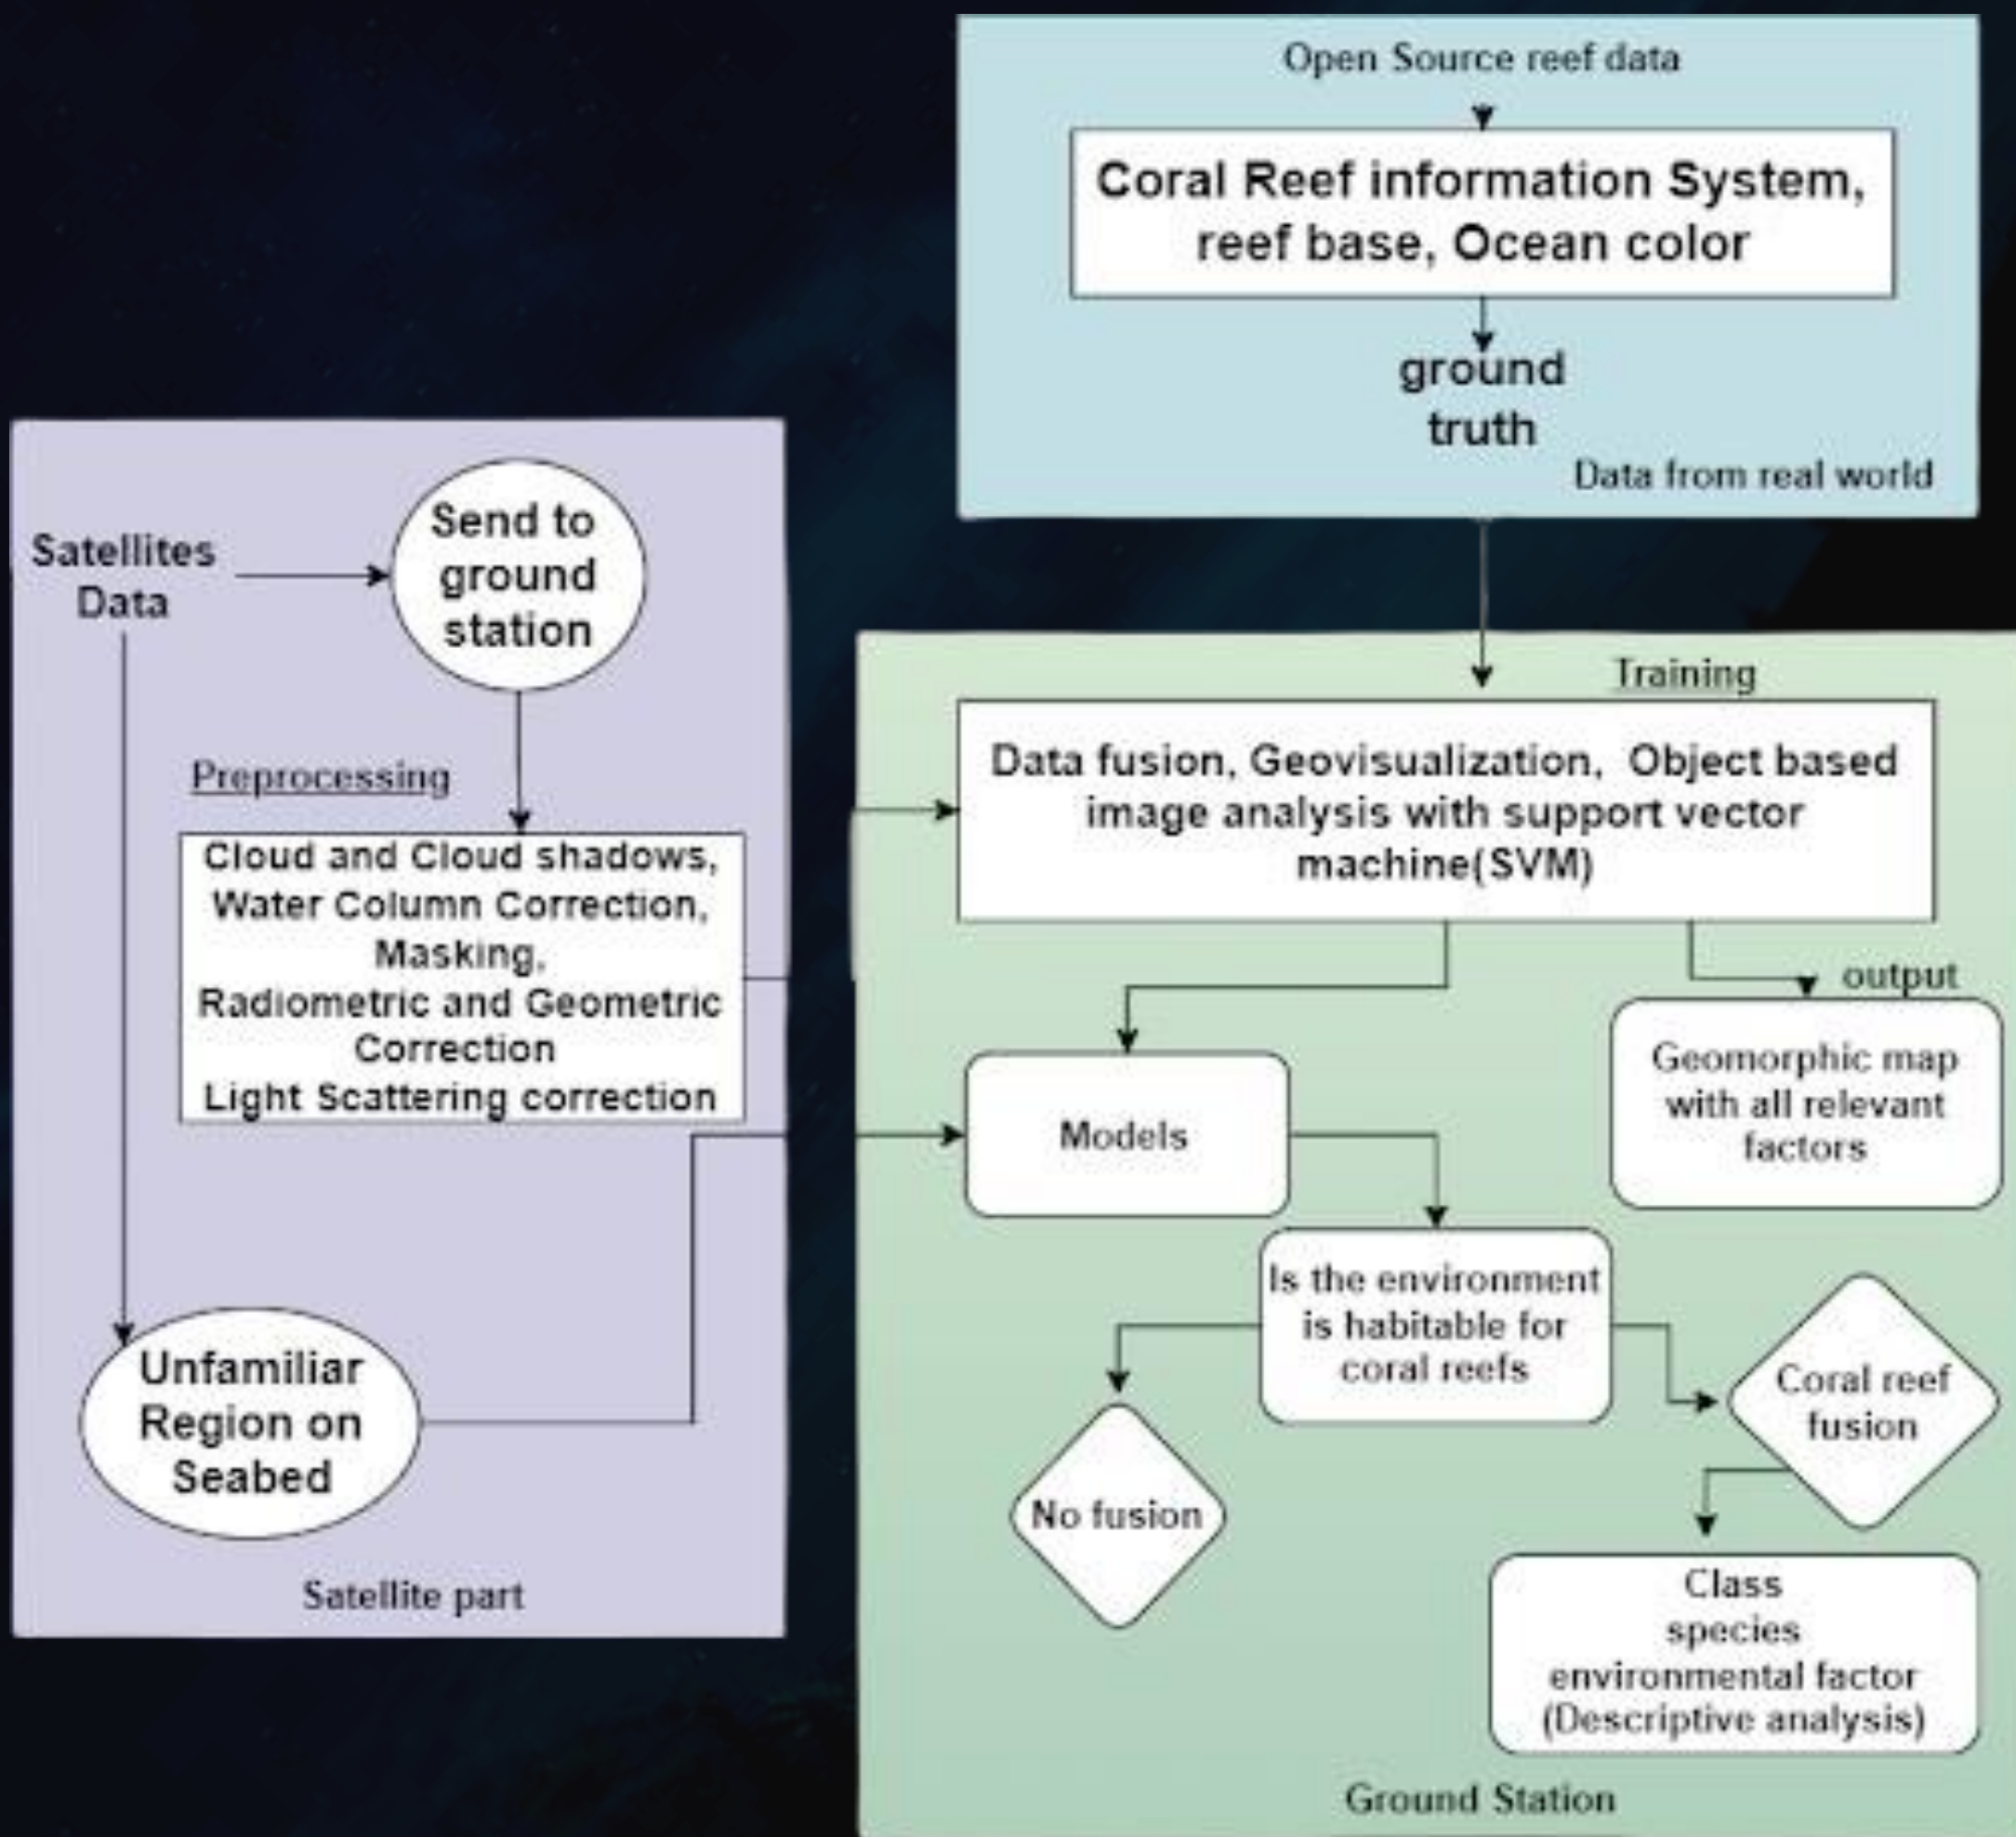 Open Source reef data
Coral Reef information System,
reef base, Ocean color
ground
truth
Data from real world
Satellites
Data
Send to
ground
station
Preprocessing
Cloud and Cloud shadows,
Water Column Correction,
Masking,
Radiometric and Geometric
Correction
Light Scattering correction
Unfamiliar
Region on
Seabed
Satellite part
Training
Data fusion, Geovisualization, Object based
image analysis with support vector
machine(SVM)
output
Geomorphic map
with all relevant
factors
Models
Is the environment
is habitable for
coral reefs
Coral reef
fusion
No fusion
Class
species
environmental factor
(Descriptive analysis)
Ground Station